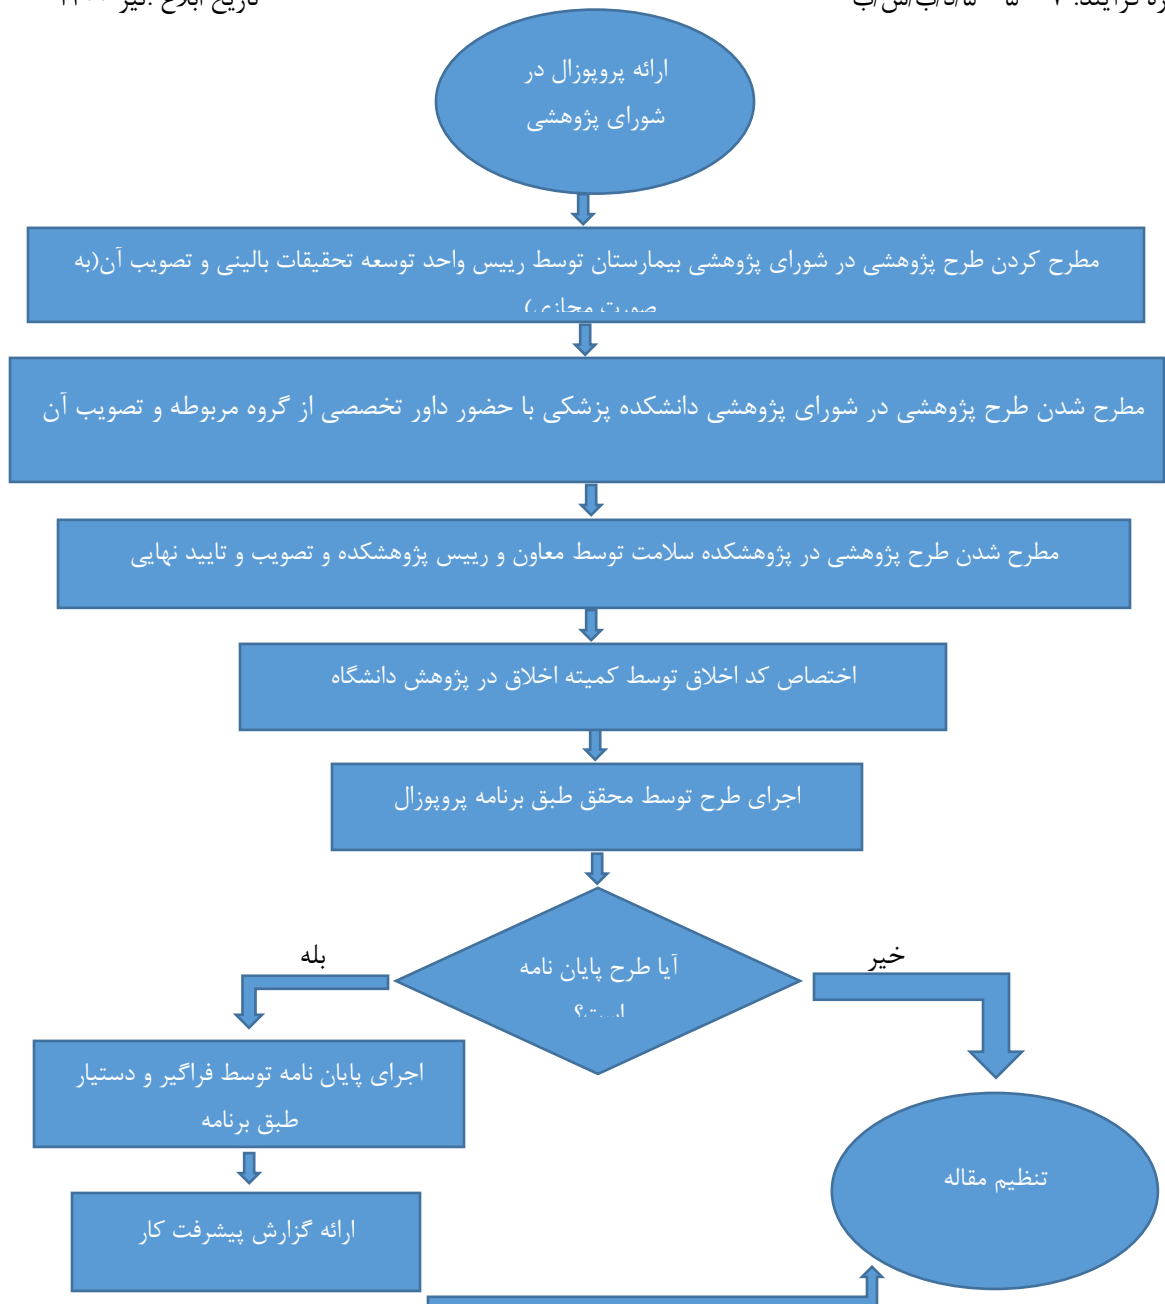 ارائه پروپوزال در
شورای پژوهشی
مطرح کردن طرح پژوهشی در شورای پژوهشی بیمارستان توسط رییس واحد توسعه تحقیقات بالینی و تصویب آن(به
صورت مجازی)
مطرح شدن طرح پژوهشی در شورای پژوهشی دانشکده پزشکی با حضور داور تخصصی از گروه مربوطه و تصویب آن
مطرح شدن طرح پژوهشی در پژوهشکده سلامت توسط معاون و رییس پژوهشکده و تصویب و تایید نهایی
اختصاص کد اخلاق توسط کمیته اخلاق در پژوهش دانشگاه
اجرای طرح توسط محقق طبق برنامه پروپوزال
آیا طرح پایان نامه
است؟
خیر
بله
اجرای پایان نامه توسط فراگیر و دستیار
طبق برنامه
تنظیم مقاله
ارائه گزارش پیشرفت کار